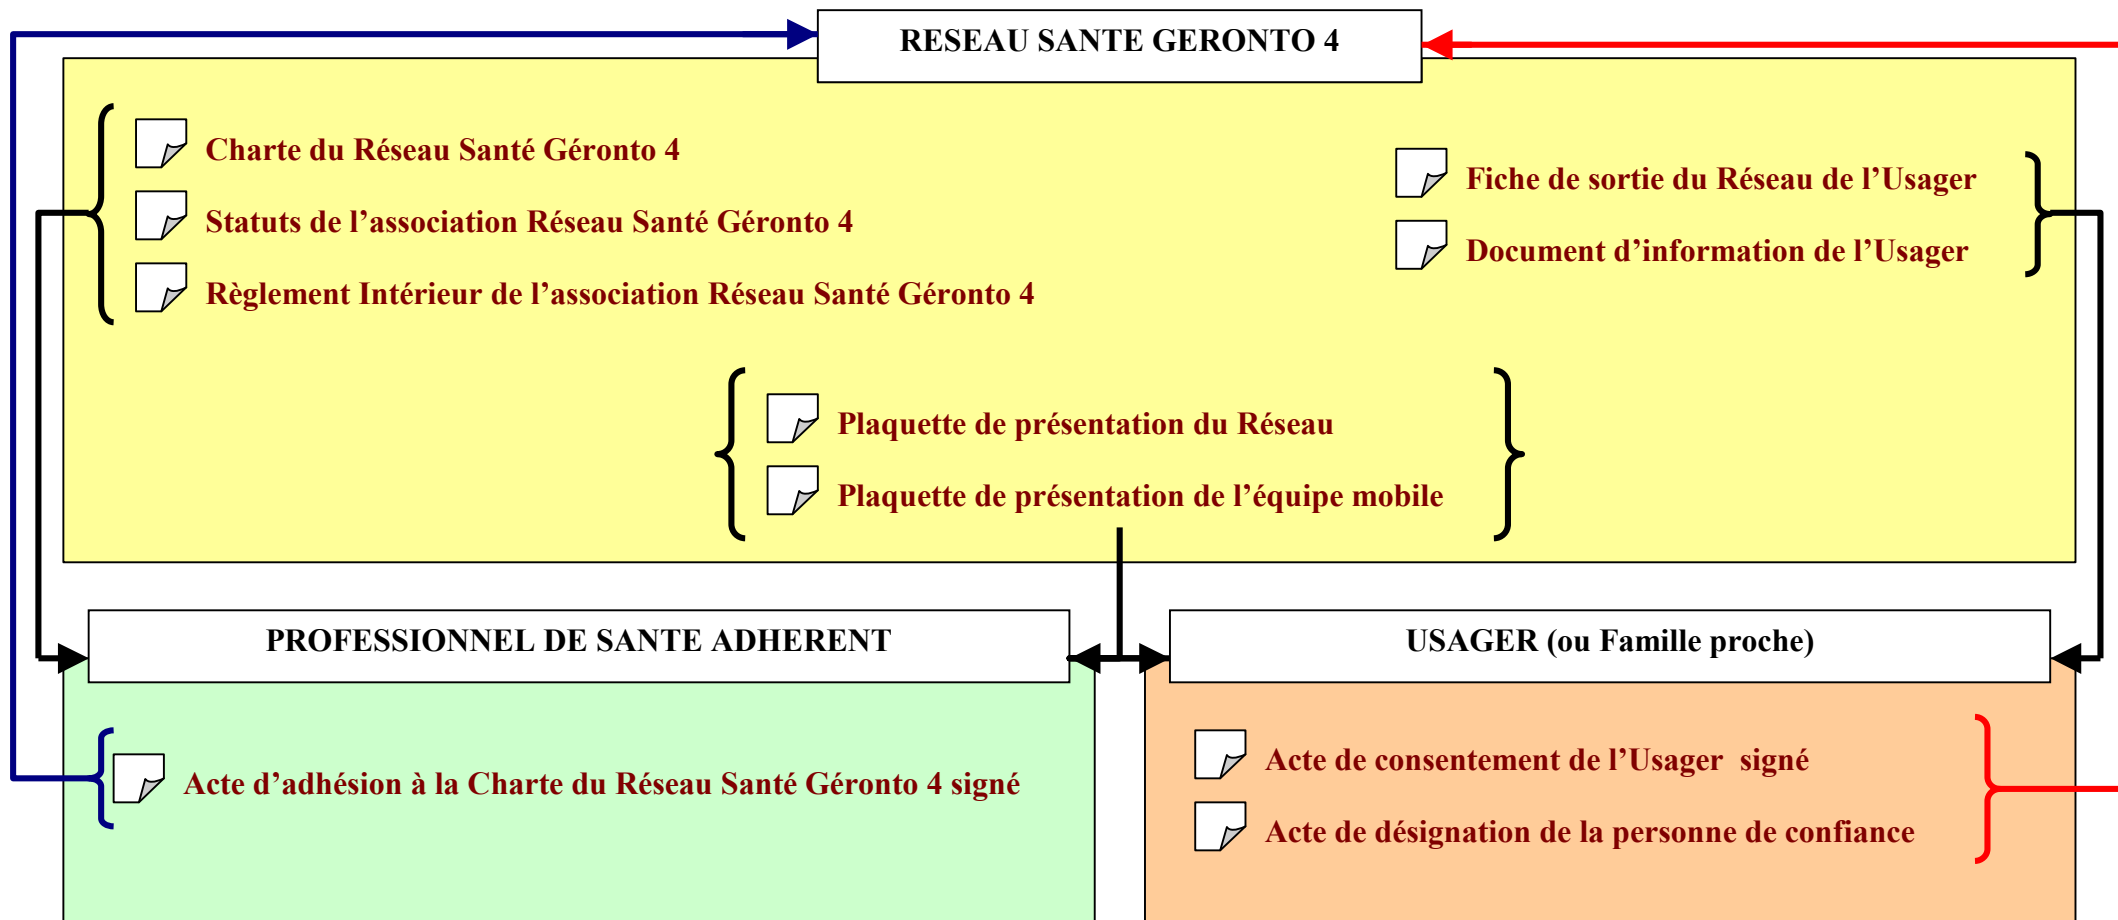 RESEAU SANTE GERONTO 4
Charte du Réseau Santé Géronto 4
Statuts de l’association Réseau Santé Géronto 4
Règlement Intérieur de l’association Réseau Santé Géronto 4
Fiche de sortie du Réseau de l’Usager
Document d’information de l’Usager
Plaquette de présentation du Réseau
Plaquette de présentation de l’équipe mobile
PROFESSIONNEL DE SANTE ADHERENT
Acte d’adhésion à la Charte du Réseau Santé Géronto 4 signé
USAGER (ou Famille proche)
Acte de consentement de l’Usager  signé
Acte de désignation de la personne de confiance